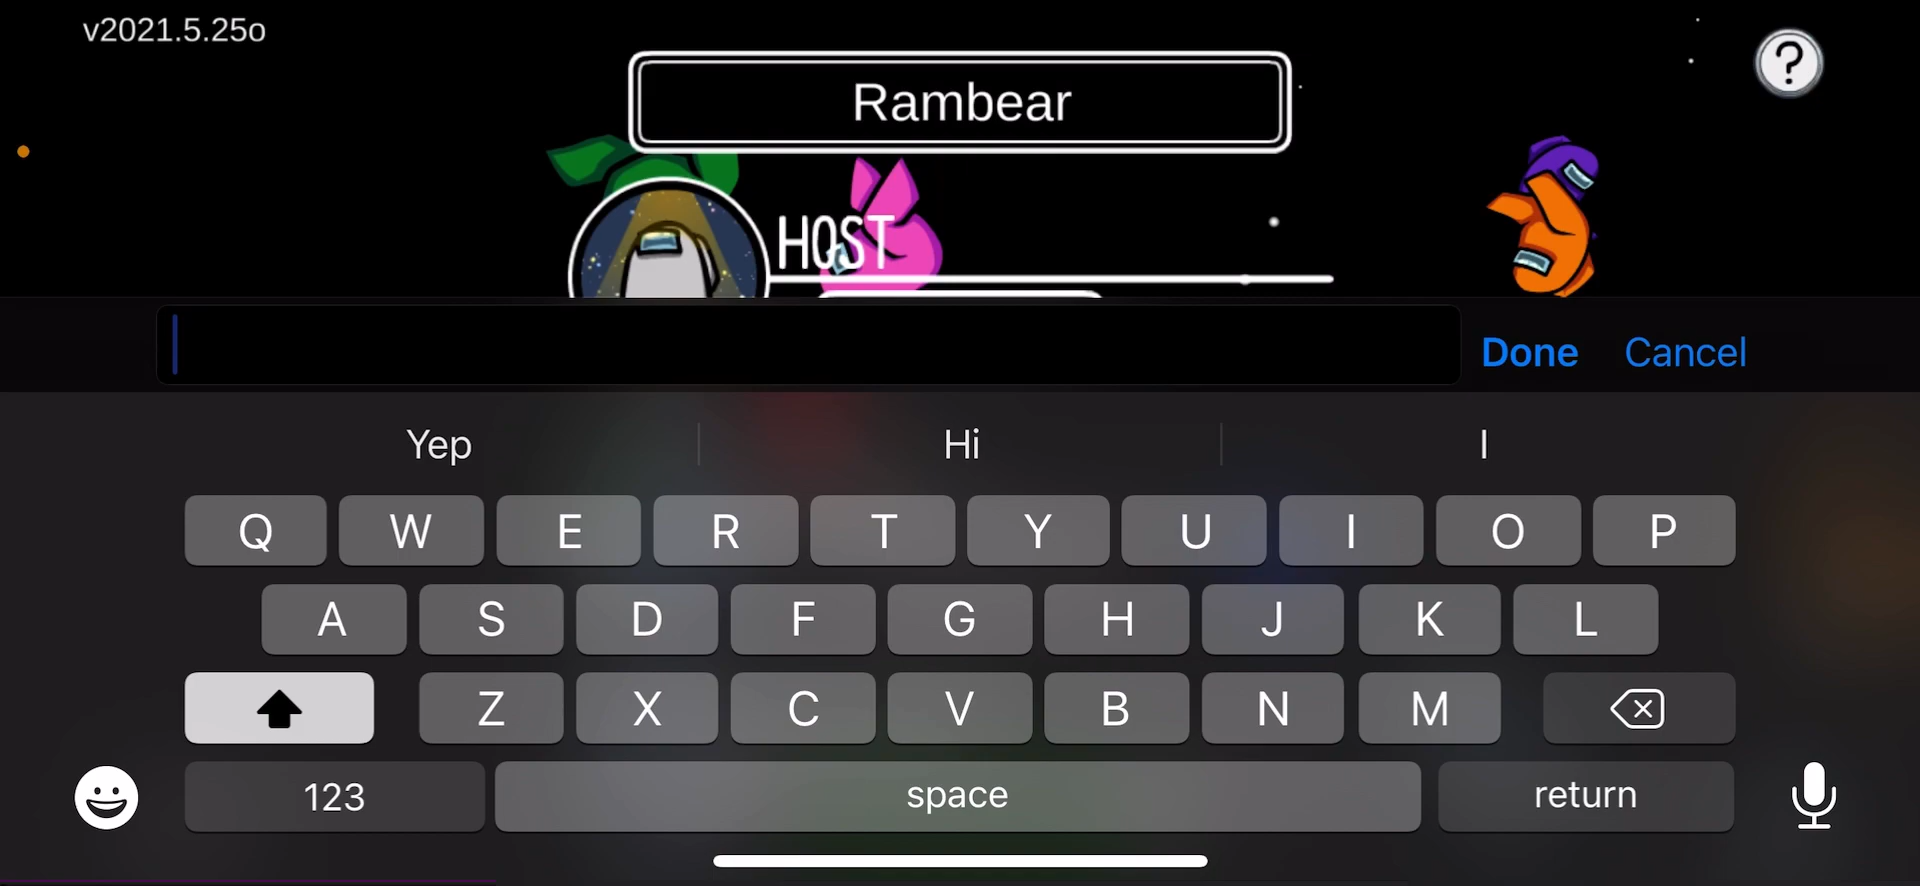 v2021.5.25o
?
Rambear
HOST
Done Cancel
Yep Hi I
Q W E R T Y U I O P
A S D F G H J K L
Z X C V B N M
123 space return